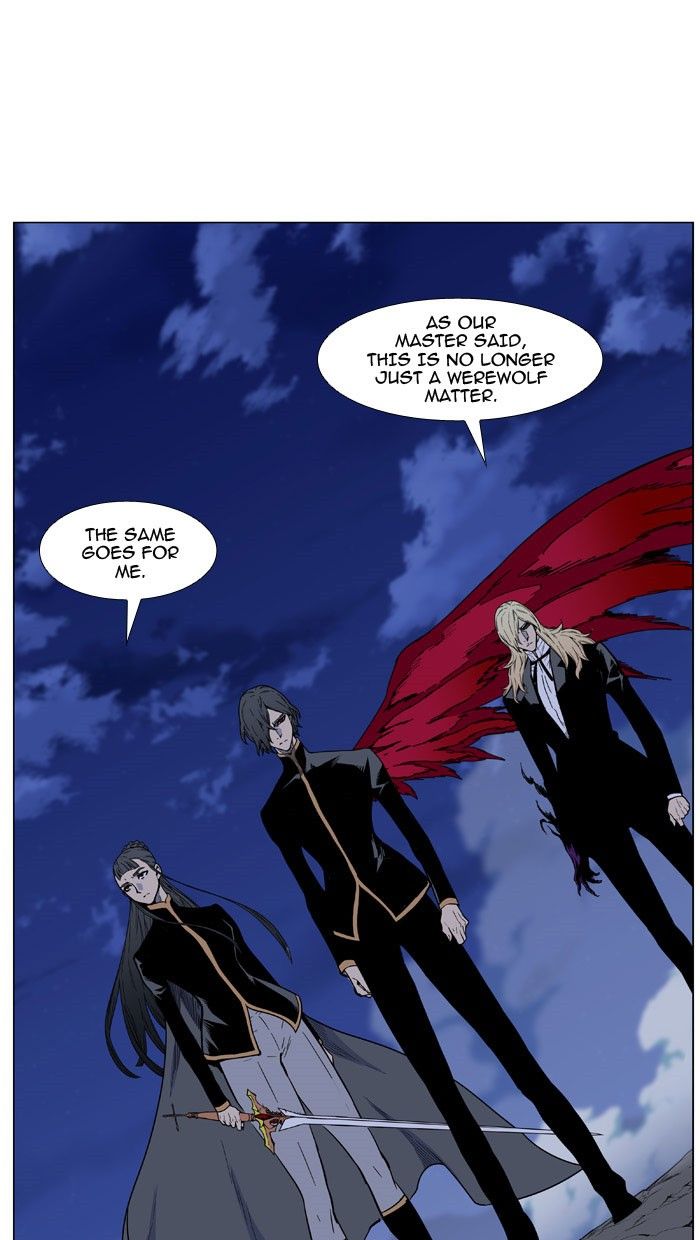 AS OUR
MASTER SAID,
THIS IS NO LONGER
JUST A WEREWOLF
MATTER.
THE SAME
GOES FOR
ME.